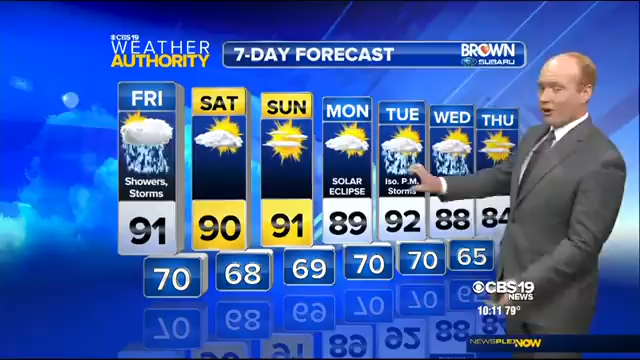 CBS19
WEATHER
AUTHORITY
7-DAY FORECAST
BROWN
SUBARU
FRI
SAT
SUN
MON
TUE
WED
THU
Showers,
Storms
SOLAR
ECLIPSE
Iso. P.M.
Storms
91
90
91
89
92
88
84
70
68
69
70
70
65
CBS19
NEWS
10:11 79°
NEWSPLEXNOW